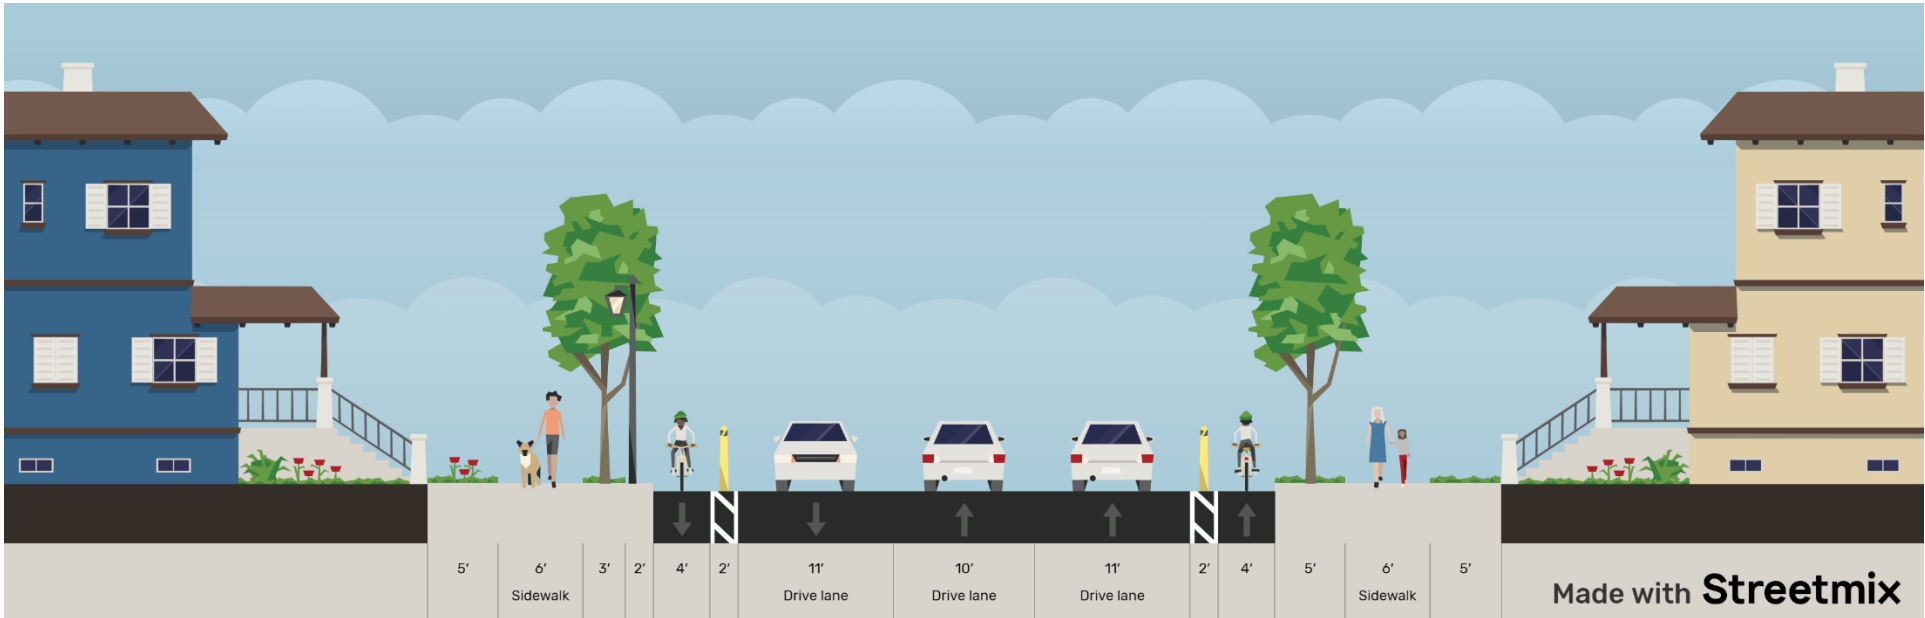 5′ 6′ 3′ 2′ 4′ 2′ 11′ 10′ 11′ 2′ 4′ 5′ 6′ 5′
Sidewalk Drive lane Drive lane Drive lane Sidewalk
Made with Streetmix